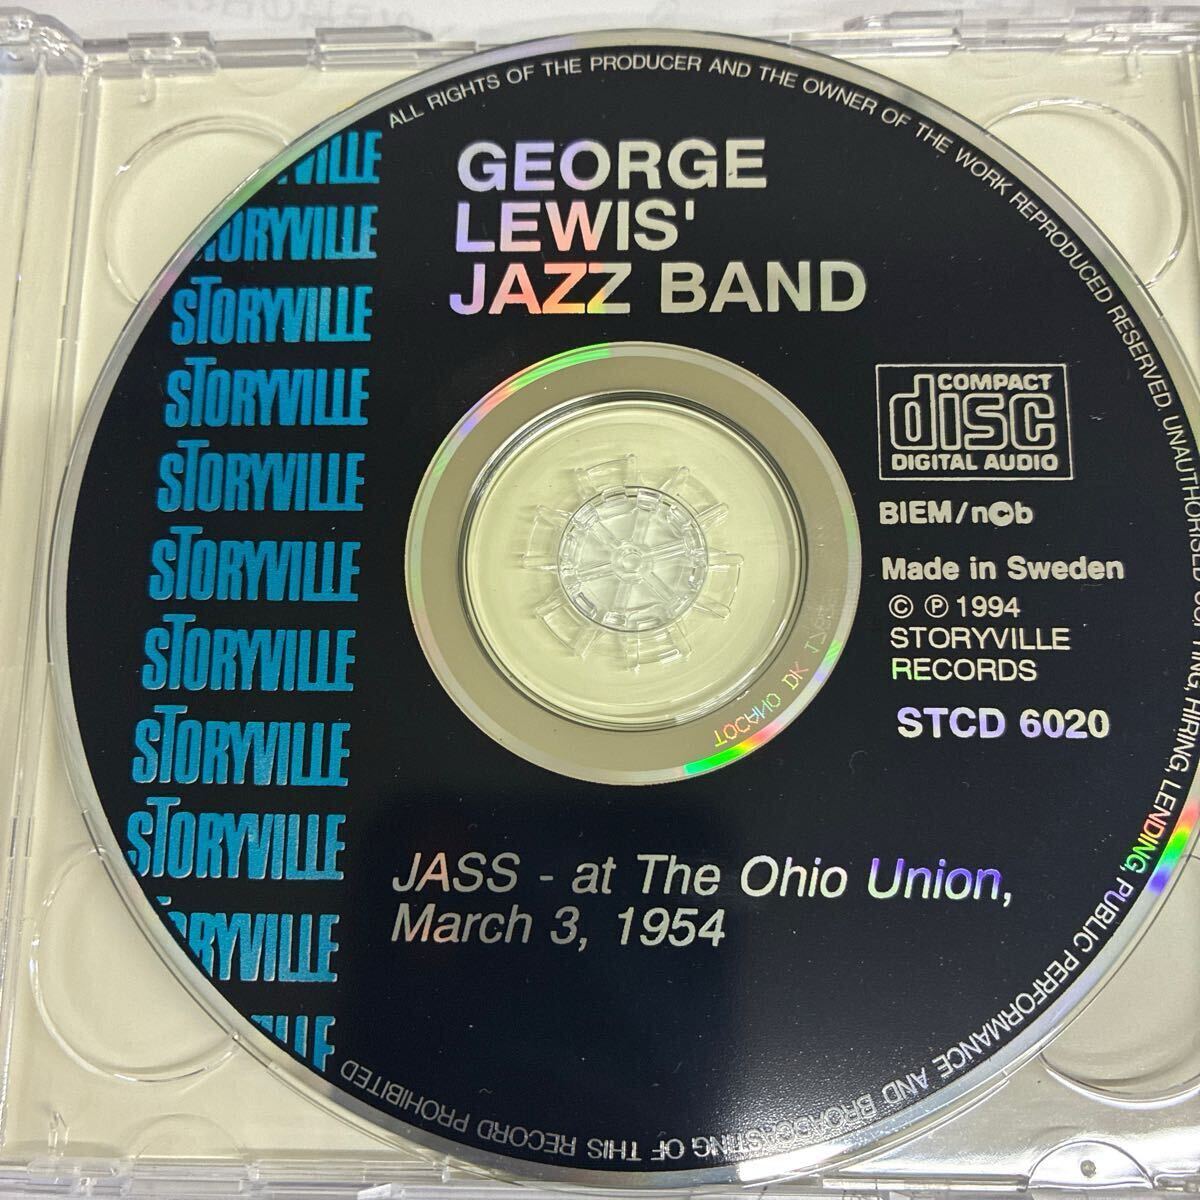 ALL RIGHTS OF THE PRODUCER AND THE OWNER OF THE WORK REPRODUCED RESERVED. UNAUTHORISED COPYING, HIRING, LENDING, PUBLIC PERFORMANCE AND BROADCASTING OF THIS RECORD PROHIBITED
GEORGE
LEWIS'
JAZZ BAND
STORYVILLE
STORYVILLE
STORYVILLE
STORYVILLE
STORYVILLE
STORYVILLE
STORYVILLE
STORYVILLE
STORYVILLE
COMPACT
disc
DIGITAL AUDIO
BIEM/nCb
Made in Sweden
© ℗ 1994
STORYVILLE
RECORDS
STCD 6020
TOCANO DK
JASS - at The Ohio Union,
March 3, 1954